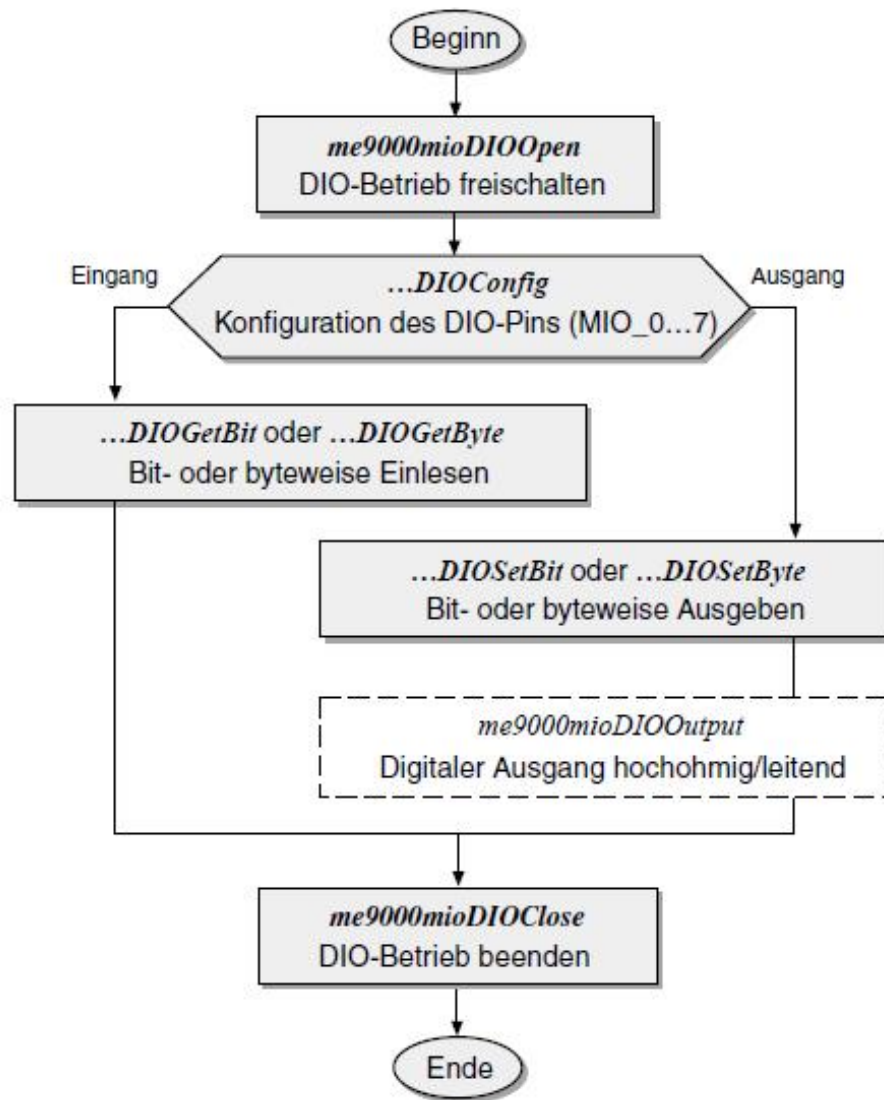 Beginn
me9000mioDIOOpen
DIO-Betrieb freischalten
Eingang
Ausgang
…DIOConfig
Konfiguration des DIO-Pins (MIO_0…7)
…DIOGetBit oder …DIOGetByte
Bit- oder byteweise Einlesen
…DIOSetBit oder …DIOSetByte
Bit- oder byteweise Ausgeben
me9000mioDIOOutput
Digitaler Ausgang hochohmig/leitend
me9000mioDIOClose
DIO-Betrieb beenden
Ende